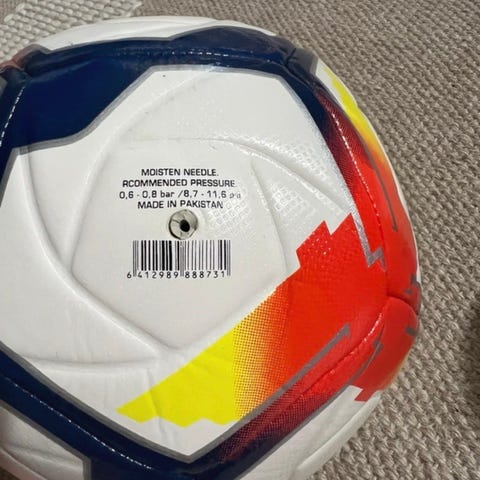 MOISTEN NEEDLE.
RCOMMENDED PRESSURE
0,6 - 0,8 bar /8,7 - 11,6 psi
MADE IN PAKISTAN
6 412989 888731